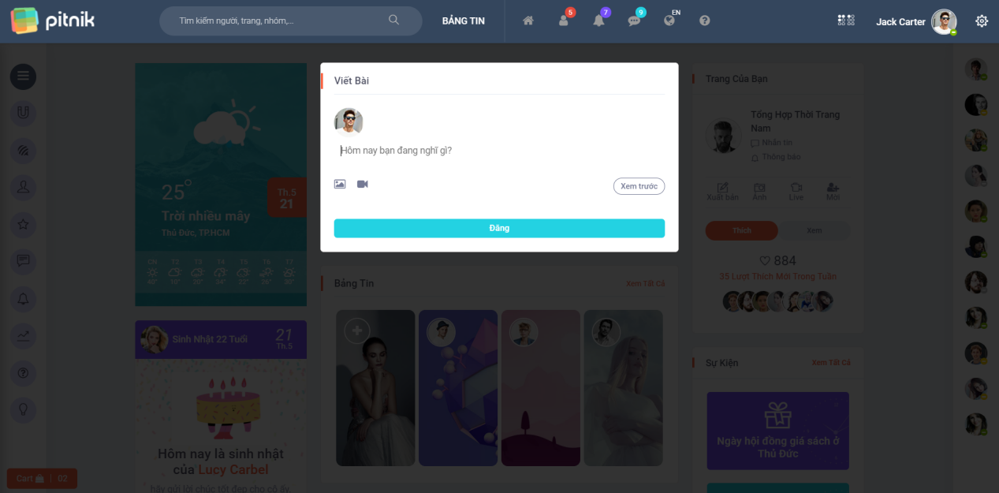 pitnik
Tìm kiếm người, trang, nhóm,...
BẢNG TIN
5
7
9
EN
Jack Carter
25°
Th.5
21
Trời nhiều mây
Thủ Đức, TP.HCM
CN T2 T3 T4 T5 T6 T7
40° 10° 20° 34° 22° 26° 30°
Sinh Nhật 22 Tuổi
21
Th.5
Hôm nay là sinh nhật
của Lucy Carbel
hãy gửi lời chúc tốt đẹp cho cô ấy.
Cart
02
Viết Bài
Hôm nay bạn đang nghĩ gì?
Xem trước
Đăng
Bảng Tin
Xem Tất Cả
Trang Của Bạn
Tổng Hợp Thời Trang
Nam
Nhắn tin
Thông báo
Xuất bản
Ảnh
Live
Mời
Thích
Xem
884
35 Lượt Thích Mới Trong Tuần
Sự Kiện
Xem Tất Cả
Ngày hội đồng giá sách ở
Thủ Đức